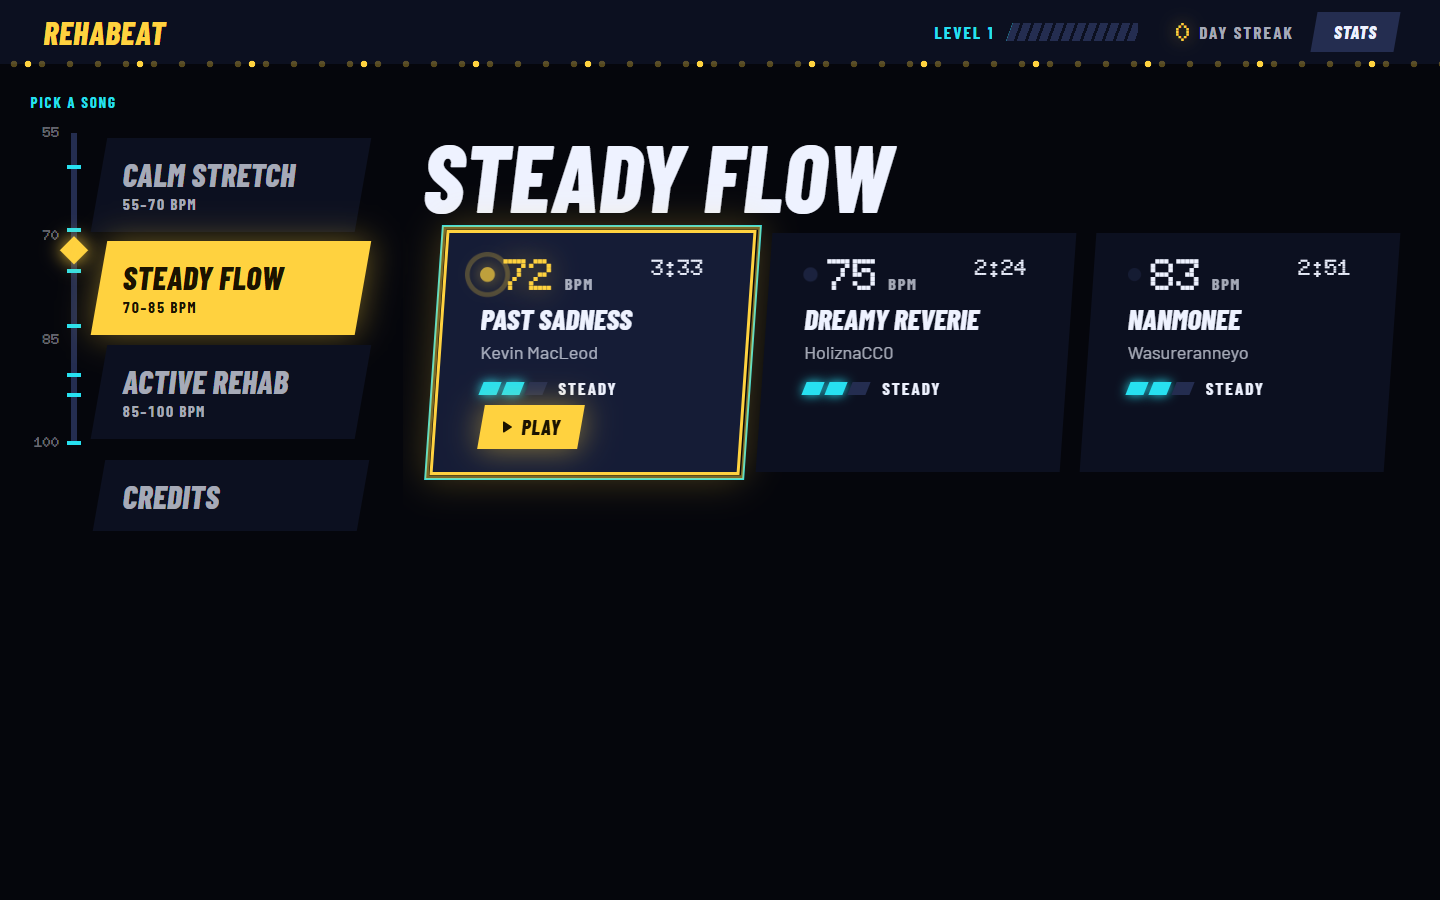 REHABEAT
LEVEL 1
0 DAY STREAK
STATS
PICK A SONG
55
70
85
100
CALM STRETCH
55–70 BPM
STEADY FLOW
70–85 BPM
ACTIVE REHAB
85–100 BPM
CREDITS
STEADY FLOW
72 BPM
3:33
PAST SADNESS
Kevin MacLeod
STEADY
PLAY
75 BPM
2:24
DREAMY REVERIE
HoliznaCC0
STEADY
83 BPM
2:51
NANMONEE
Wasureranneyo
STEADY